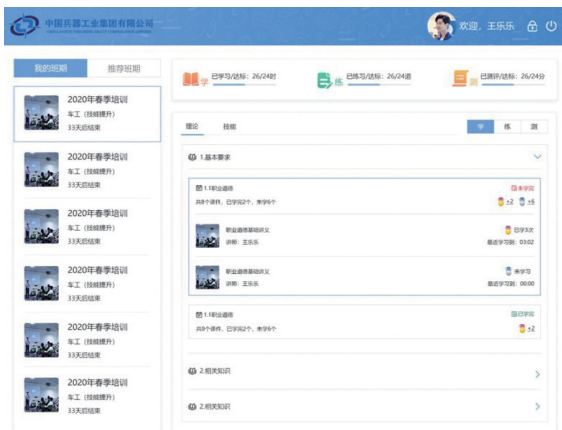 中国兵器工业集团有限公司
欢迎，王乐乐
我的班期
推荐班期
2020年春季培训
车工（技能提升）
33天后结束
2020年春季培训
车工（技能提升）
33天后结束
2020年春季培训
车工（技能提升）
33天后结束
2020年春季培训
车工（技能提升）
33天后结束
2020年春季培训
车工（技能提升）
33天后结束
2020年春季培训
车工（技能提升）
33天后结束
学 已学习/达标：26/24时
练 已练习/达标：26/24道
测 已测评/达标：26/24分
理论 技能
学 练 测
1.基本要求
1.1职业道德 未学完
共8个课件，已学完2个，未学6个 +2 +6
职业道德基础讲义 已学3次
讲师：王乐乐 最近学习到：03:02
职业道德基础讲义 未学习
讲师：王乐乐 最近学习到：00:00
1.1职业道德 已学完
共8个课件，已学完2个，未学6个 +2
2.相关知识
2.相关知识